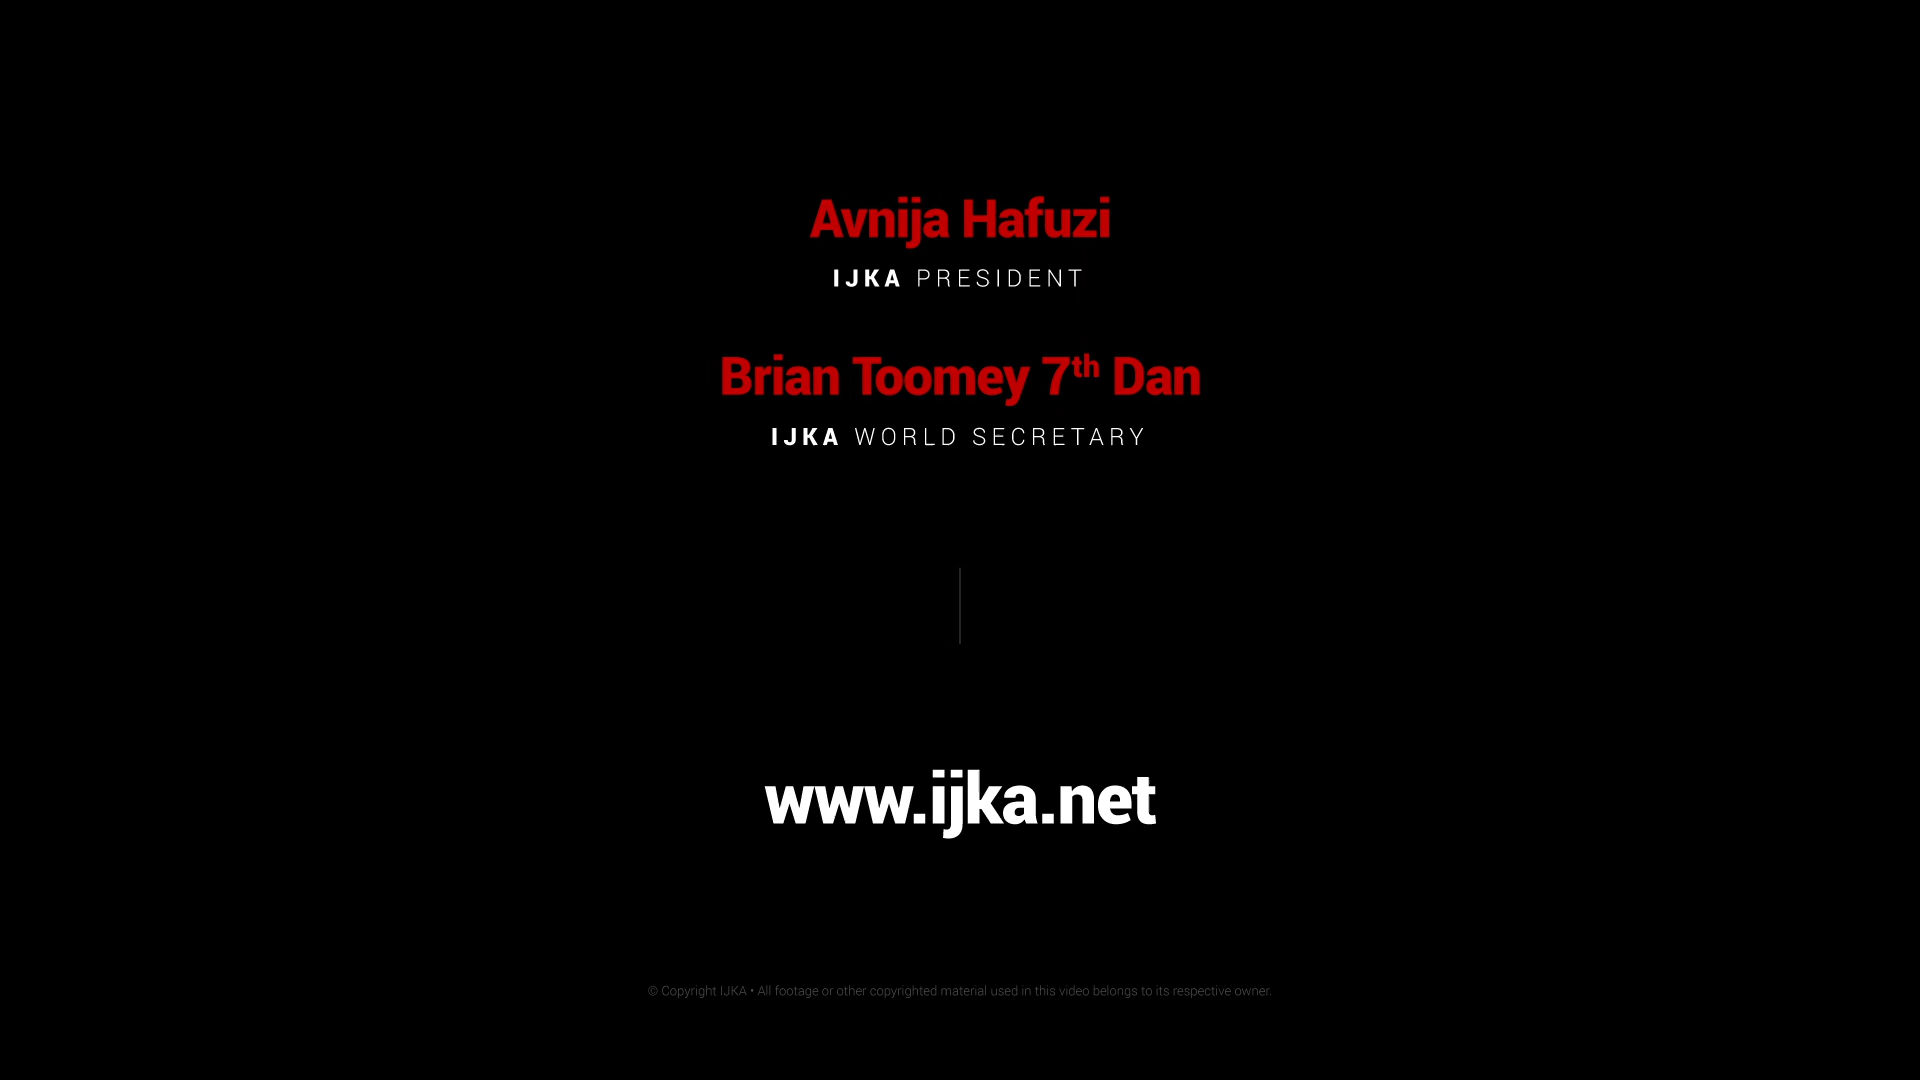 Avnija Hafuzi
IJKA PRESIDENT
Brian Toomey 7th Dan
IJKA WORLD SECRETARY
www.ijka.net
© Copyright IJKA • All footage or other copyrighted material used in this video belongs to its respective owner.